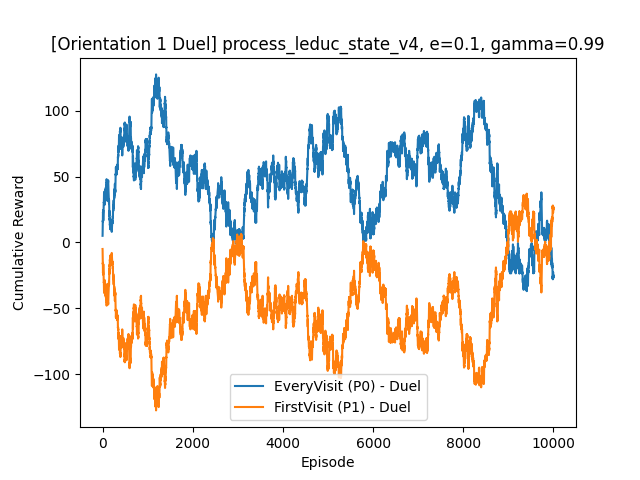 [Orientation 1 Duel] process_leduc_state_v4, e=0.1, gamma=0.99
Cumulative Reward
100
50
0
−50
−100
EveryVisit (P0) - Duel
FirstVisit (P1) - Duel
0 2000 4000 6000 8000 10000
Episode